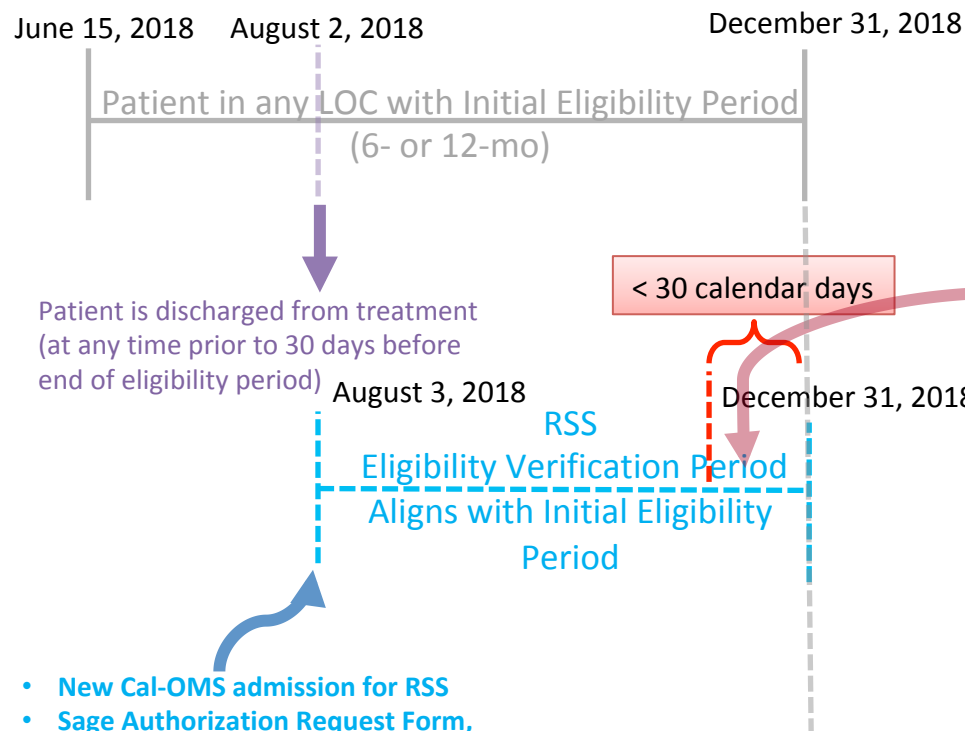 June 15, 2018 August 2, 2018 December 31, 2018
Patient in any LOC with Initial Eligibility Period
(6- or 12-mo)
< 30 calendar days
Patient is discharged from treatment
(at any time prior to 30 days before
end of eligibility period)
August 3, 2018 December 31, 2018
RSS
Eligibility Verification Period
Aligns with Initial Eligibility
Period
• New Cal-OMS admission for RSS
• Sage Authorization Request Form,